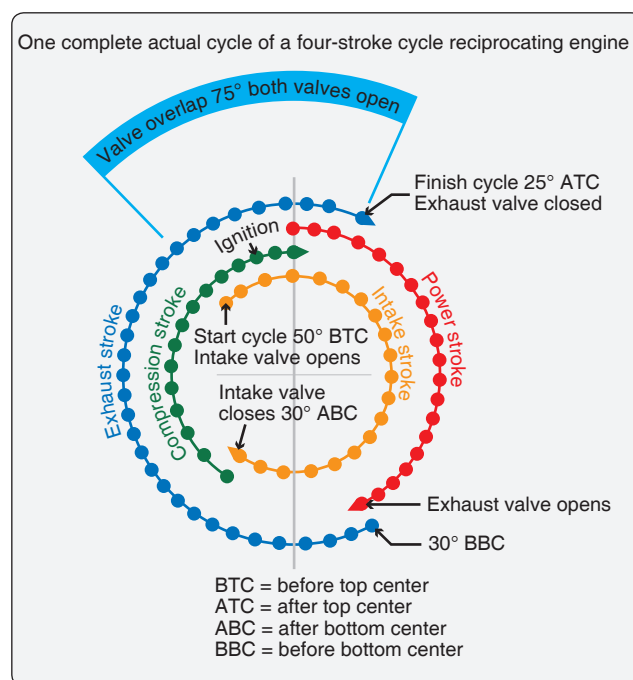 One complete actual cycle of a four-stroke cycle reciprocating engine
Valve overlap 75° both valves open
Finish cycle 25° ATC
Exhaust valve closed
Ignition
Exhaust stroke
Compression stroke
Start cycle 50° BTC
Intake valve opens
Intake stroke
Power stroke
Intake valve
closes 30° ABC
Exhaust valve opens
30° BBC
BTC = before top center
ATC = after top center
ABC = after bottom center
BBC = before bottom center